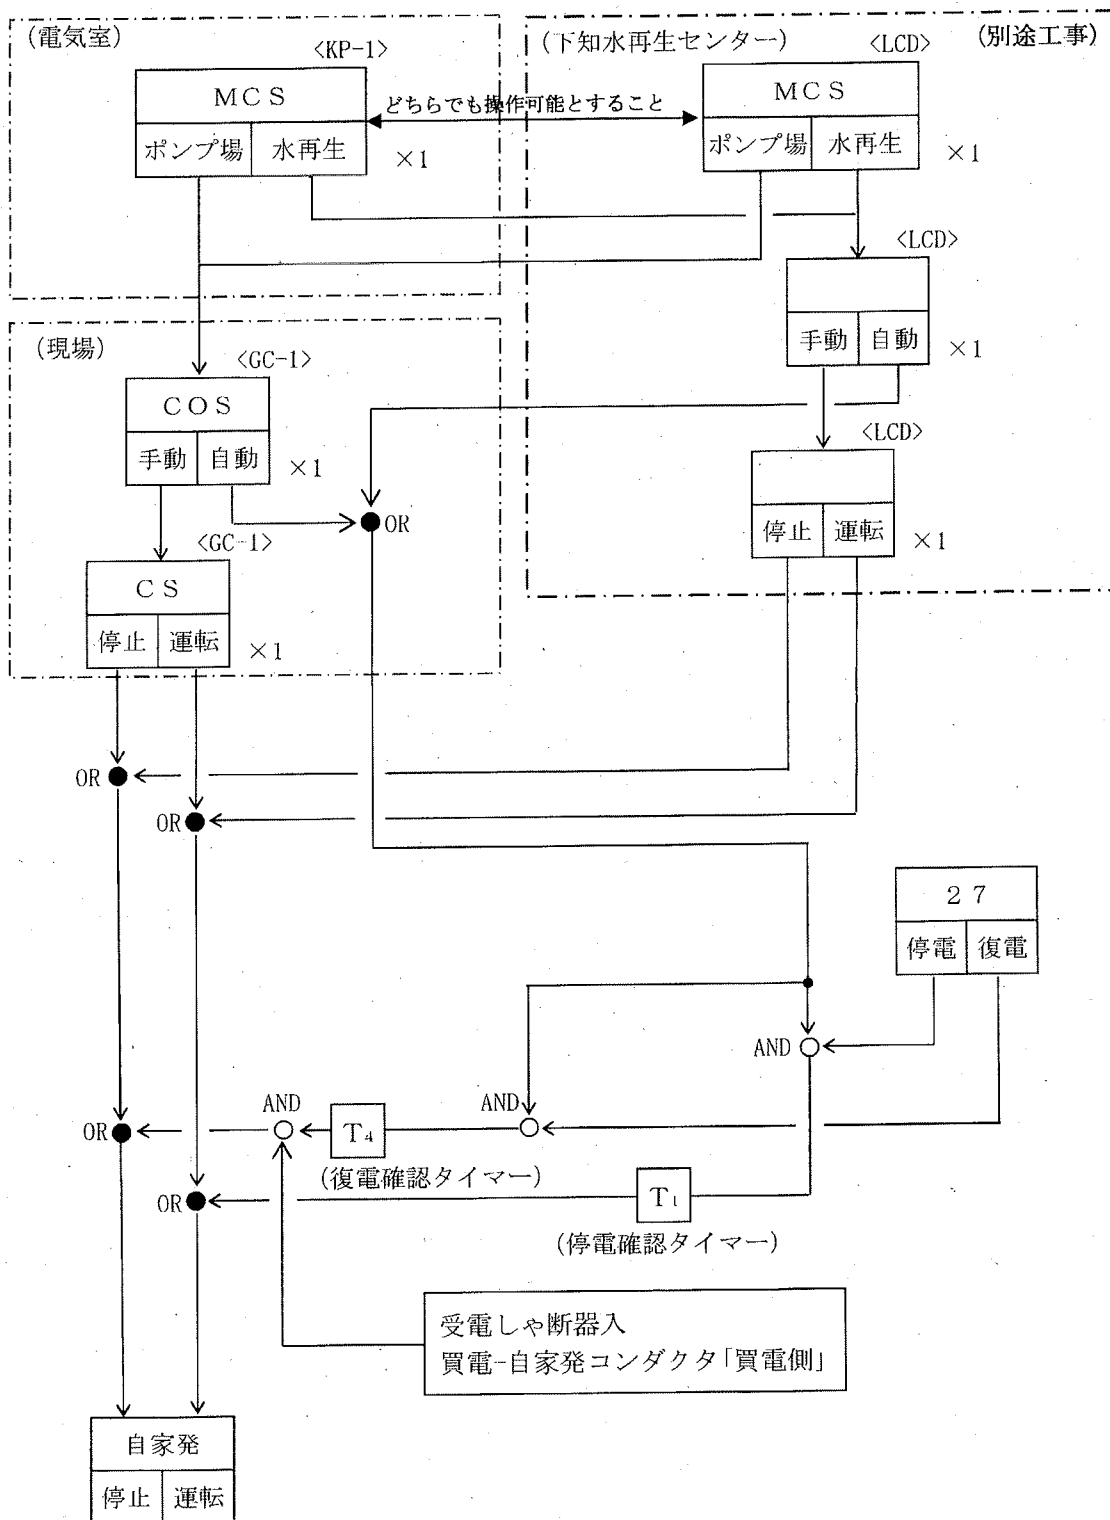 (電気室)
<KP-1>
MCS
ポンプ場 水再生
×1
どちらでも操作可能とすること
(下知水再生センター)
<LCD>
(別途工事)
MCS
ポンプ場 水再生
×1
<LCD>
手動 自動
×1
<LCD>
停止 運転
×1
(現場)
<GC-1>
COS
手動 自動
×1
OR
<GC-1>
CS
停止 運転
×1
OR
OR
27
停電 復電
AND
AND
AND
OR
T₄
(復電確認タイマー)
OR
T₁
(停電確認タイマー)
受電しゃ断器入
買電-自家発コンダクタ「買電側」
自家発
停止 運転